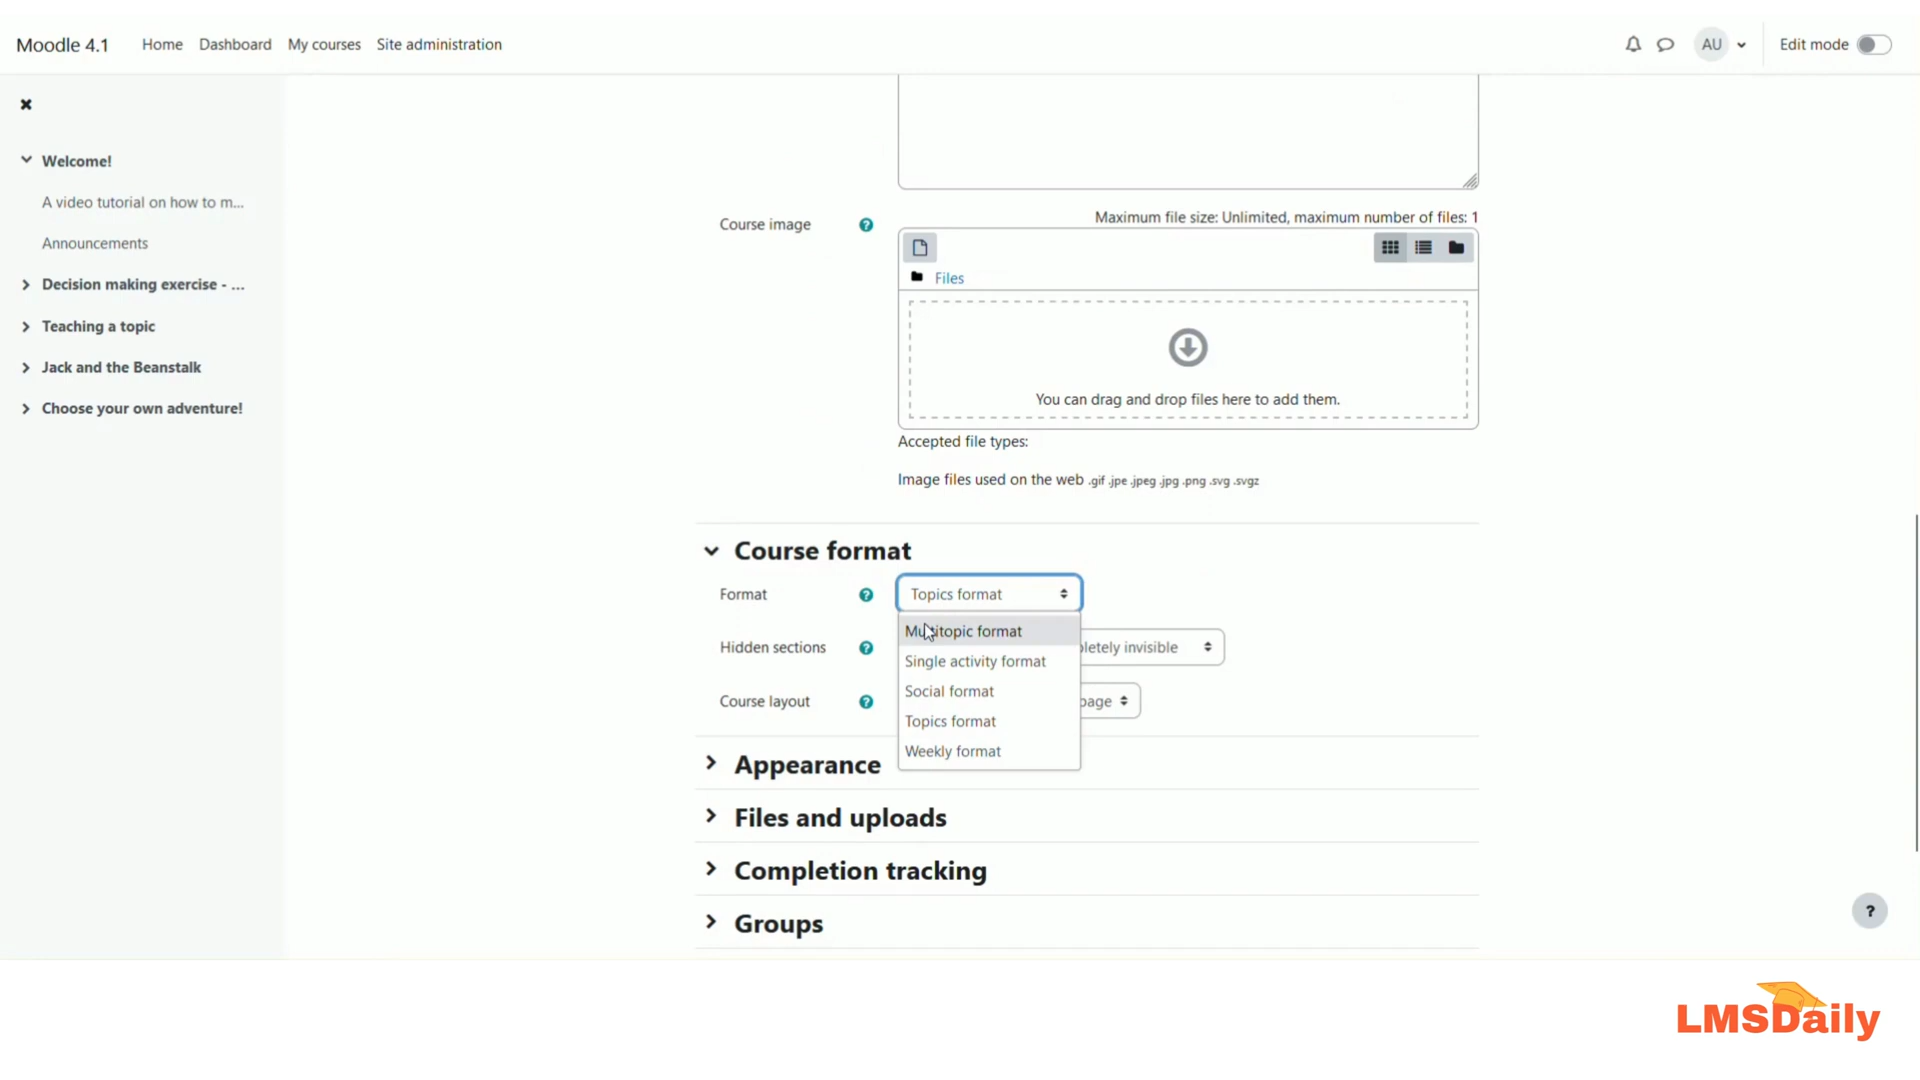 Moodle 4.1 Home Dashboard My courses Site administration AU Edit mode
Welcome!
A video tutorial on how to m...
Announcements
Decision making exercise - ...
Teaching a topic
Jack and the Beanstalk
Choose your own adventure!
Course image ? Maximum file size: Unlimited, maximum number of files: 1
Files
You can drag and drop files here to add them.
Accepted file types:
Image files used on the web .gif .jpe .jpeg .jpg .png .svg .svgz
Course format
Format ? Topics format
Multitopic format
Single activity format
Social format
Topics format
Weekly format
Hidden sections ? pletely invisible
Course layout ? page
Appearance
Files and uploads
Completion tracking
Groups
?
LMSDaily